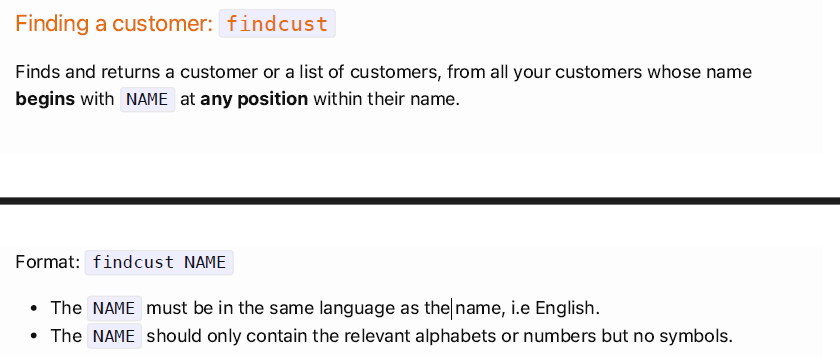 Finding a customer: findcust
Finds and returns a customer or a list of customers, from all your customers whose name
begins with NAME at any position within their name.
Format: findcust NAME
• The NAME must be in the same language as the name, i.e English.
• The NAME should only contain the relevant alphabets or numbers but no symbols.